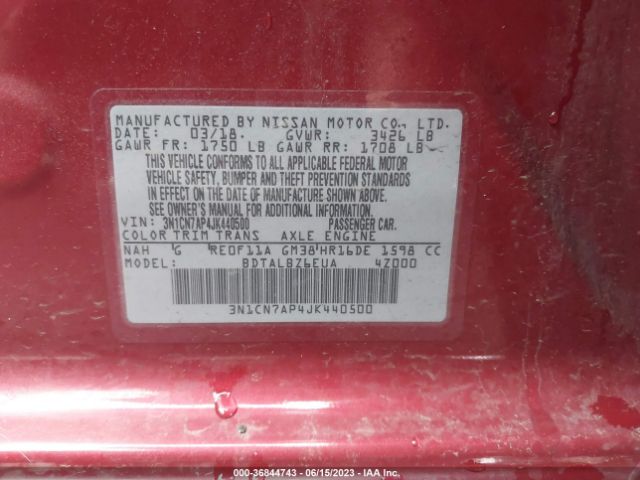 MANUFACTURED BY NISSAN MOTOR CO., LTD.
DATE: 03/18. GVWR: 3426 LB
GAWR FR: 1750 LB GAWR RR: 1708 LB
THIS VEHICLE CONFORMS TO ALL APPLICABLE FEDERAL MOTOR
VEHICLE SAFETY, BUMPER AND THEFT PREVENTION STANDARDS
IN EFFECT ON THE DATE OF MANUFACTURE SHOWN ABOVE.
SEE OWNER'S MANUAL FOR ADDITIONAL INFORMATION.
VIN: 3N1CN7AP4JK440500 PASSENGER CAR.
COLOR TRIM TRANS AXLE ENGINE
NAH G RE0F11A GM38 HR16DE 1598 CC
MODEL: BDTALBZ6EUA 4Z000
3N1CN7AP4JK440500
000-36844743 - 06/15/2023 - IAA Inc.